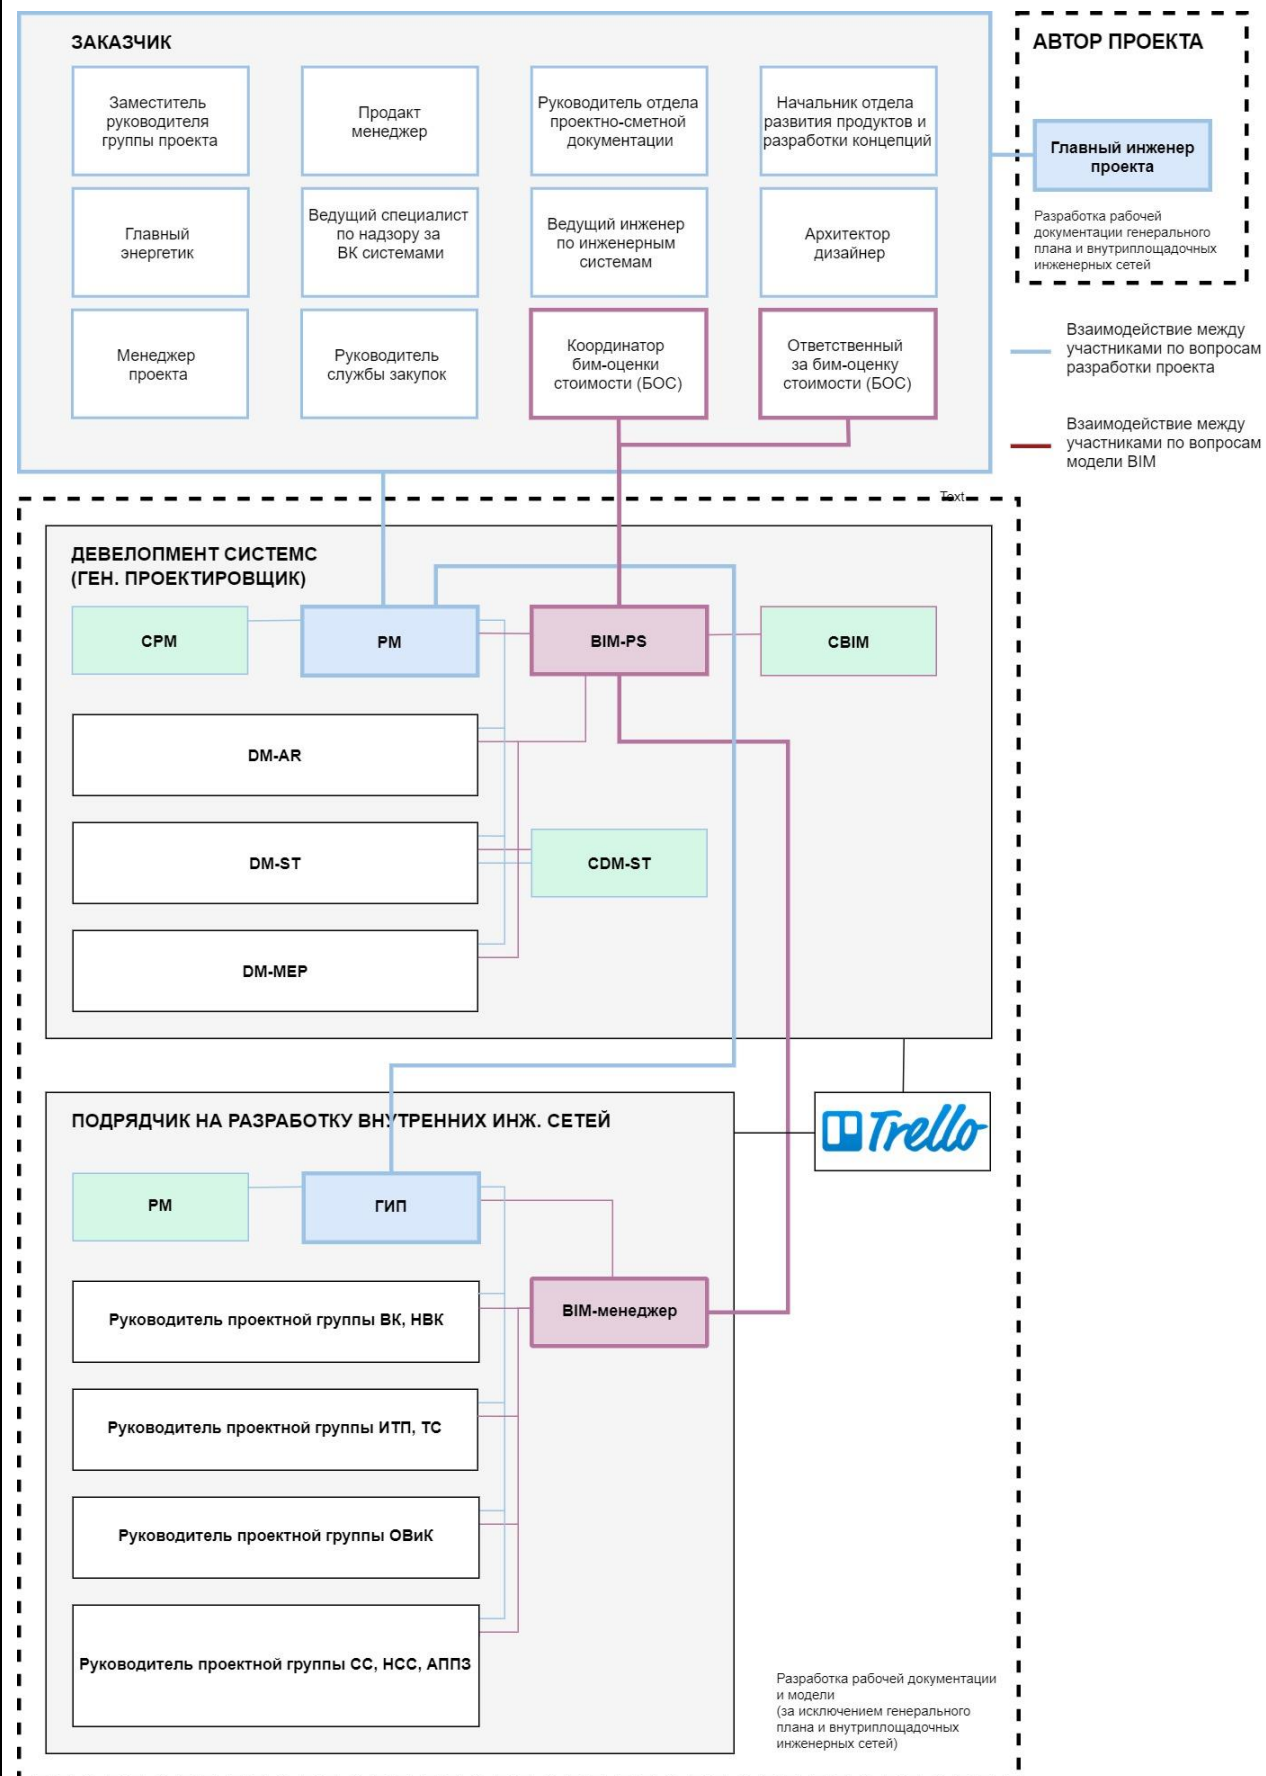 ЗАКАЗЧИК
Заместитель
руководителя
группы проекта
Продакт
менеджер
Руководитель отдела
проектно-сметной
документации
Начальник отдела
развития продуктов и
разработки концепций
Главный
энергетик
Ведущий специалист
по надзору за
ВК системами
Ведущий инженер
по инженерным
системам
Архитектор
дизайнер
Менеджер
проекта
Руководитель
службы закупок
Координатор
бим-оценки
стоимости (БОС)
Ответственный
за бим-оценку
стоимости (БОС)
АВТОР ПРОЕКТА
Главный инженер
проекта
Разработка рабочей
документации генерального
плана и внутриплощадочных
инженерных сетей
Взаимодействие между
участниками по вопросам
разработки проекта
Взаимодействие между
участниками по вопросам
модели BIM
Text
ДЕВЕЛОПМЕНТ СИСТЕМС
(ГЕН. ПРОЕКТИРОВЩИК)
CPM
PM
BIM-PS
CBIM
DM-AR
DM-ST
CDM-ST
DM-MEP
ПОДРЯДЧИК НА РАЗРАБОТКУ ВНУТРЕННИХ ИНЖ. СЕТЕЙ
Trello
PM
ГИП
BIM-менеджер
Руководитель проектной группы ВК, НВК
Руководитель проектной группы ИТП, ТС
Руководитель проектной группы ОВиК
Руководитель проектной группы СС, НСС, АППЗ
Разработка рабочей документации
и модели
(за исключением генерального
плана и внутриплощадочных
инженерных сетей)